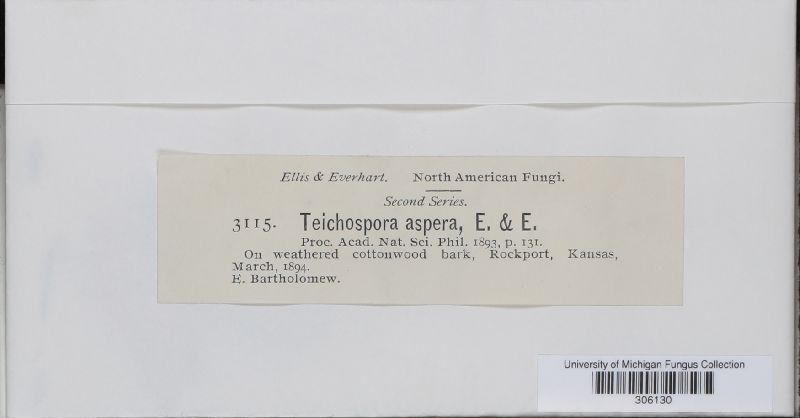 Ellis & Everhart. North American Fungi.
Second Series.
3115. Teichospora aspera, E. & E.
Proc. Acad. Nat. Sci. Phil. 1893, p. 131.
On weathered cottonwood bark, Rockport, Kansas,
March, 1894.
E. Bartholomew.
University of Michigan Fungus Collection
306130